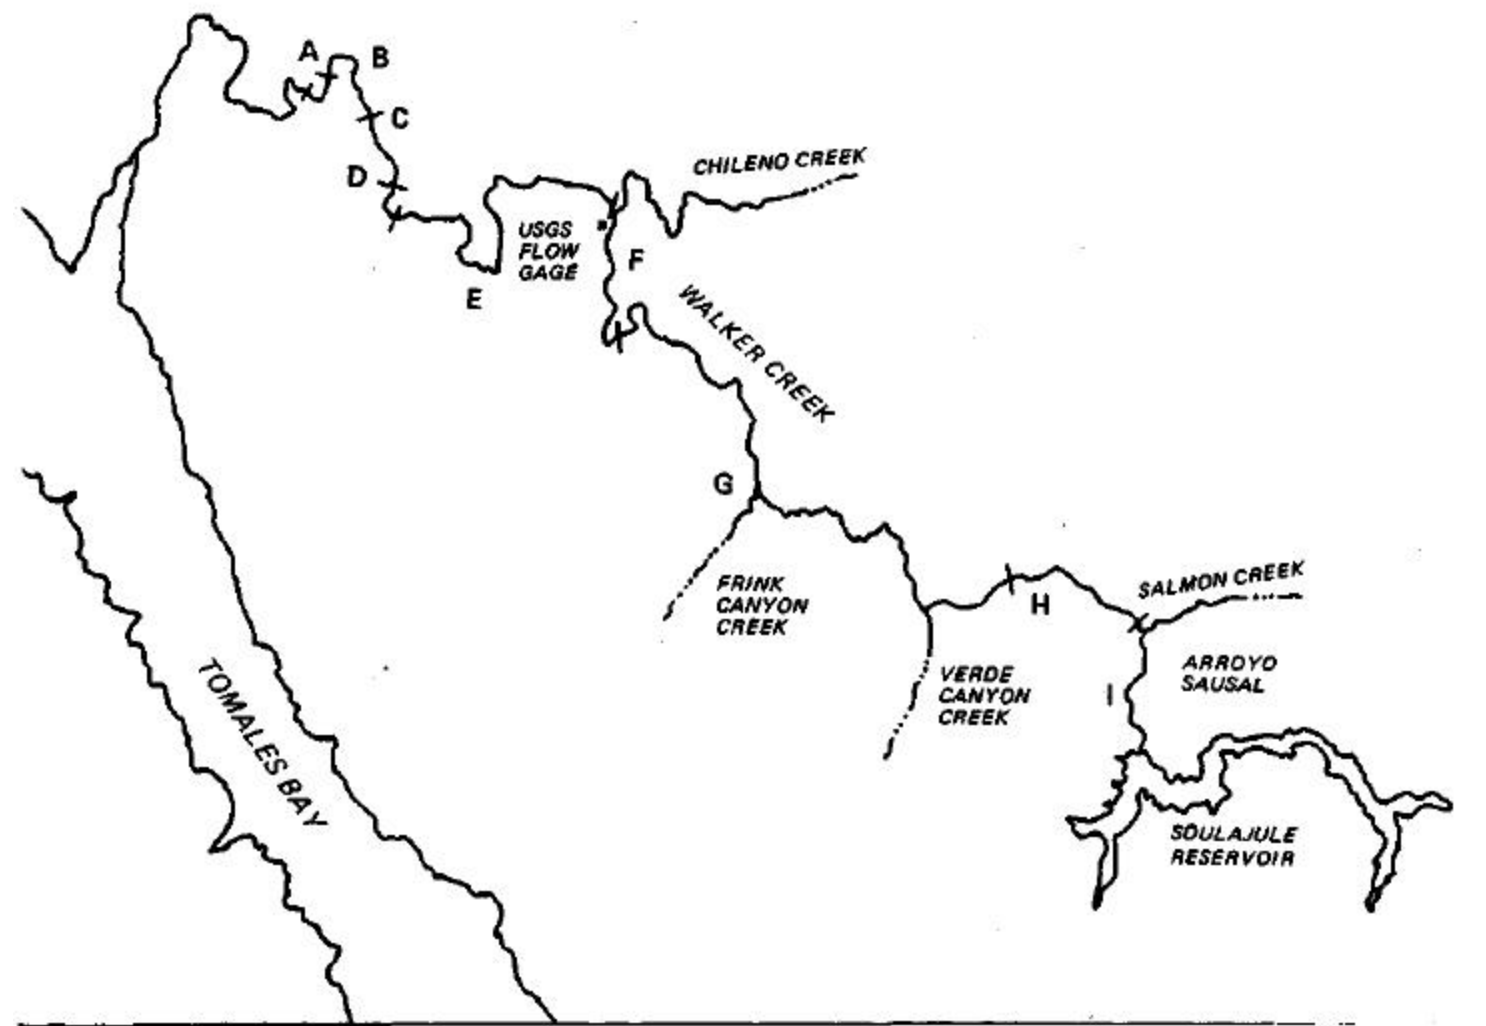 A
B
C
CHILENO CREEK
D
USGS
FLOW
GAGE
F
E
WALKER CREEK
G
FRINK
CANYON
CREEK
H
SALMON CREEK
VERDE
CANYON
CREEK
I
ARROYO
SAUSAL
TOMALES BAY
SOULAJULE
RESERVOIR